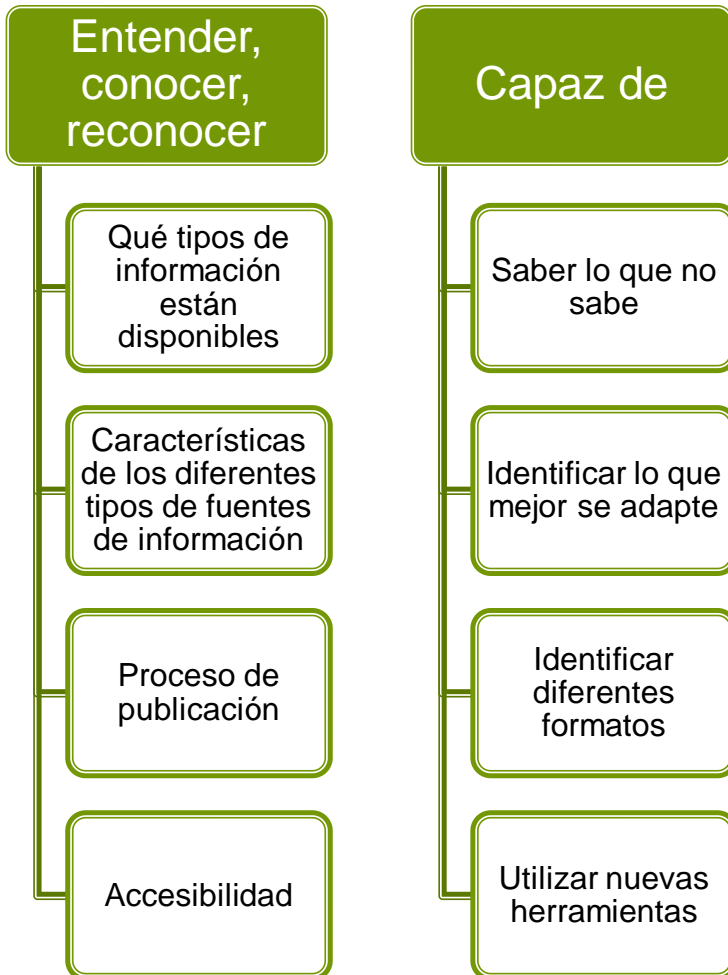 Entender,
conocer,
reconocer
Qué tipos de
información
están
disponibles
Características
de los diferentes
tipos de fuentes
de información
Proceso de
publicación
Accesibilidad
Capaz de
Saber lo que no
sabe
Identificar lo que
mejor se adapte
Identificar
diferentes
formatos
Utilizar nuevas
herramientas